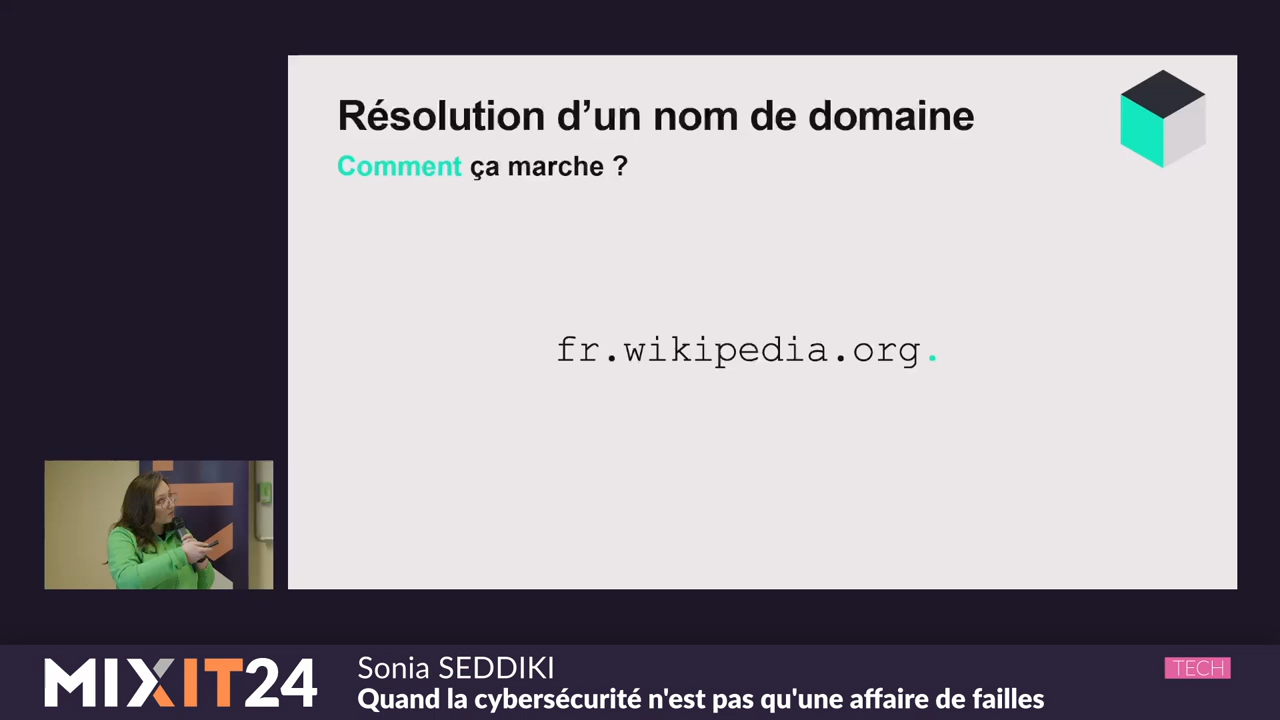 Résolution d’un nom de domaine
Comment ça marche ?
fr.wikipedia.org.
MIXIT24
Sonia SEDDIKI
TECH
Quand la cybersécurité n'est pas qu'une affaire de failles